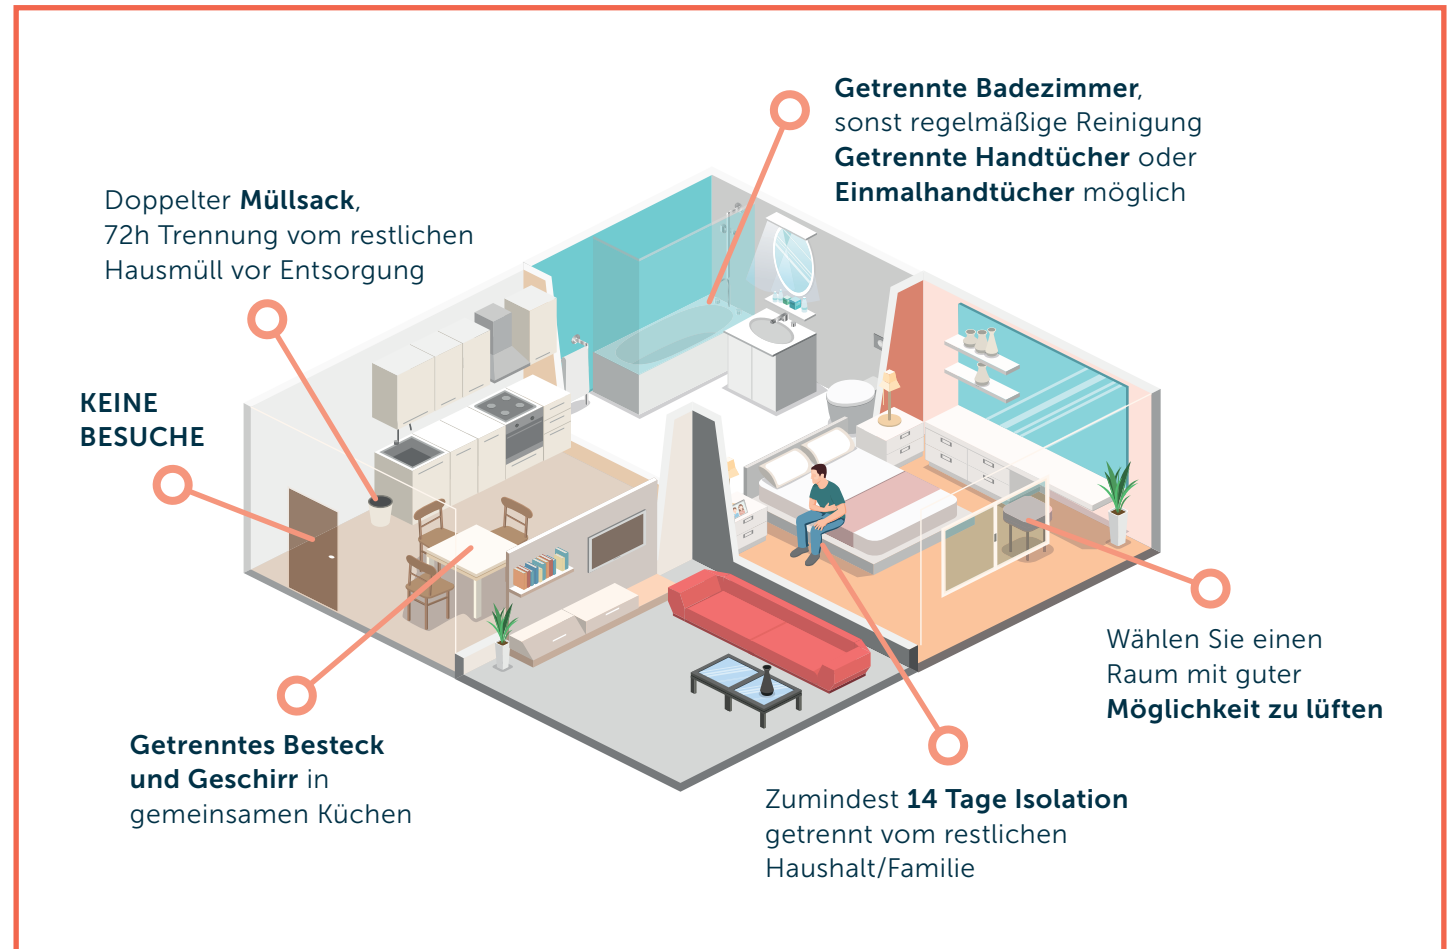 Getrennte Badezimmer,
sonst regelmäßige Reinigung
Getrennte Handtücher oder
Einmalhandtücher möglich
Doppelter Müllsack,
72h Trennung vom restlichen
Hausmüll vor Entsorgung
KEINE
BESUCHE
Wählen Sie einen
Raum mit guter
Möglichkeit zu lüften
Getrenntes Besteck
und Geschirr in
gemeinsamen Küchen
Zumindest 14 Tage Isolation
getrennt vom restlichen
Haushalt/Familie